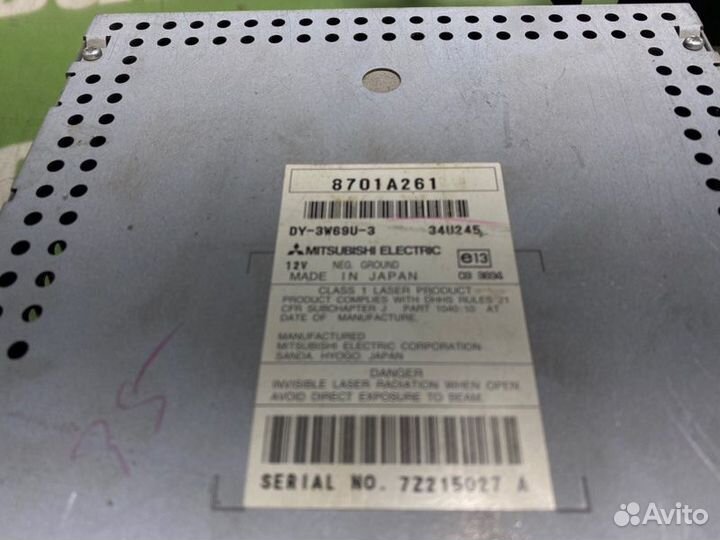 8701A261
DY-3W69U-3 34U245
MITSUBISHI ELECTRIC
12V NEG. GROUND
MADE IN JAPAN
e13
03 3694
CLASS 1 LASER PRODUCT
PRODUCT COMPLIES WITH DHHS RULES 21
CFR SUBCHAPTER J PART 1040.10 AT
DATE OF MANUFACTURE.
MANUFACTURED
MITSUBISHI ELECTRIC CORPORATION
SANDA HYOGO JAPAN
DANGER
INVISIBLE LASER RADIATION WHEN OPEN.
AVOID DIRECT EXPOSURE TO BEAM.
SERIAL NO. 7Z215027 A
Avito